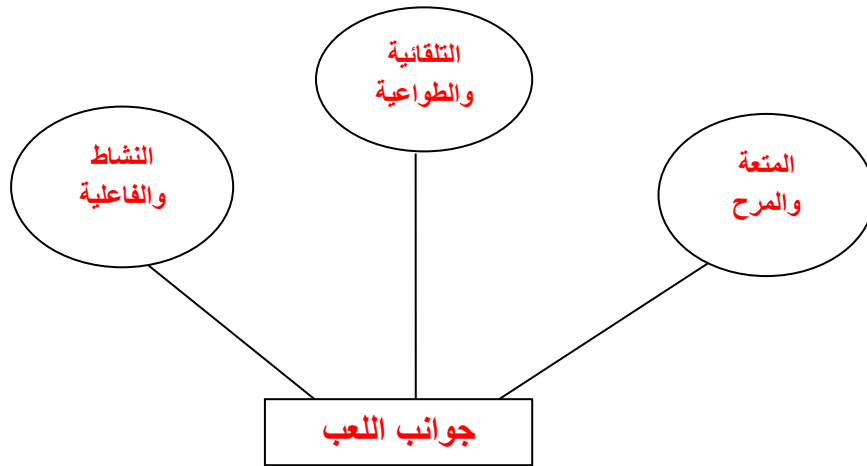 التلقائية
والطواعية
المتعة
والمرح
النشاط
والفاعلية
جوانب اللعب